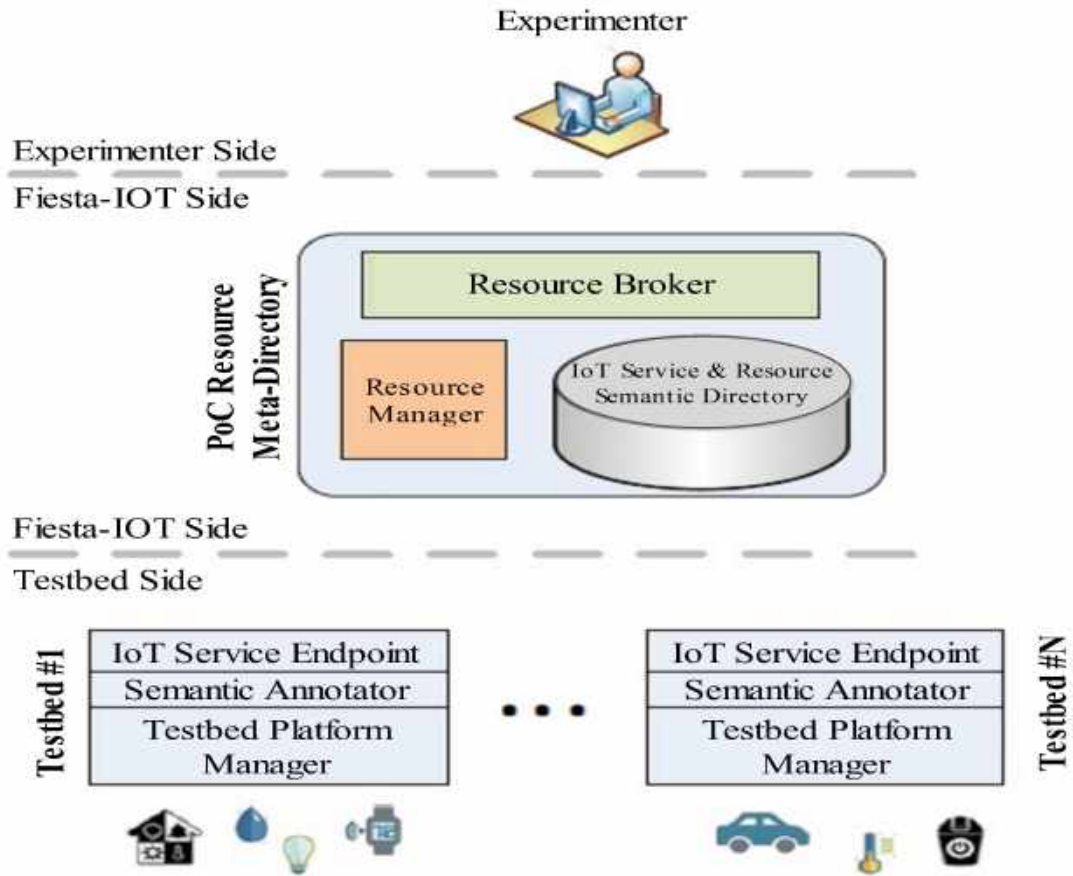 Experimenter
Experimenter Side
Fiesta-IOT Side
PoC Resource
Meta-Directory
Resource Broker
Resource
Manager
IoT Service & Resource
Semantic Directory
Fiesta-IOT Side
Testbed Side
Testbed #1
IoT Service Endpoint
Semantic Annotator
Testbed Platform
Manager
IoT Service Endpoint
Semantic Annotator
Testbed Platform
Manager
Testbed #N